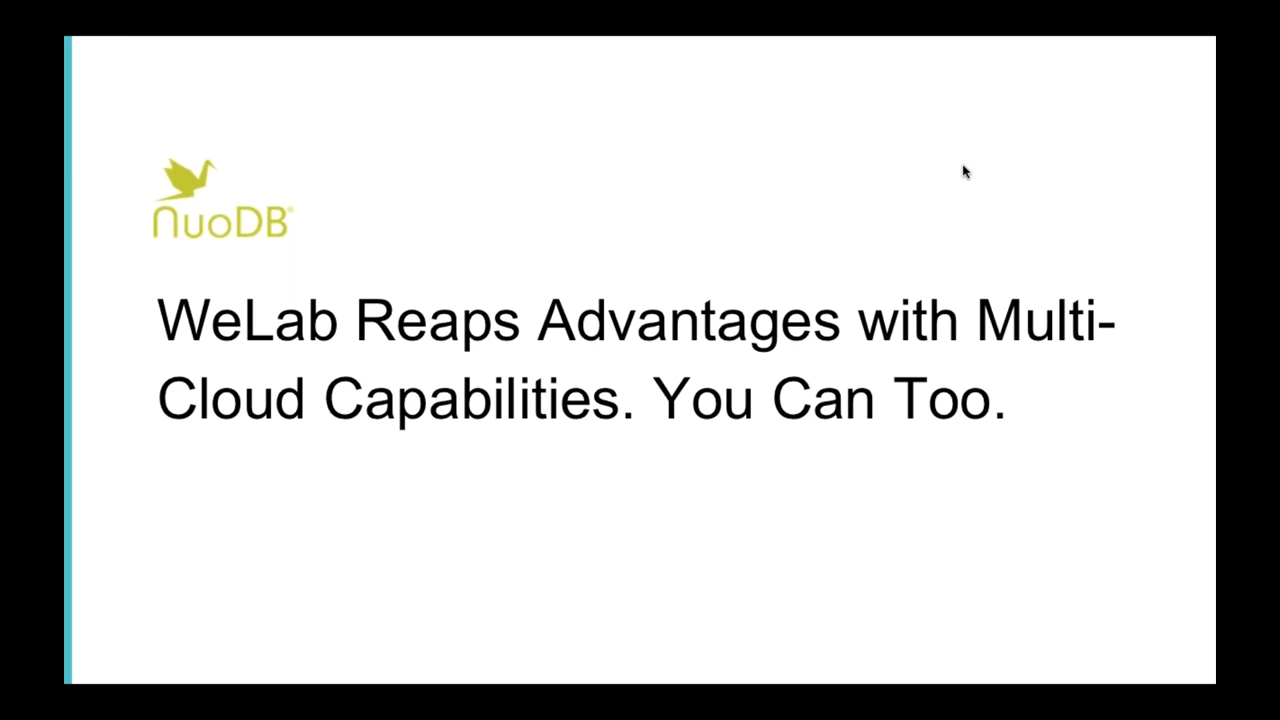 NuoDB®
WeLab Reaps Advantages with Multi-
Cloud Capabilities. You Can Too.